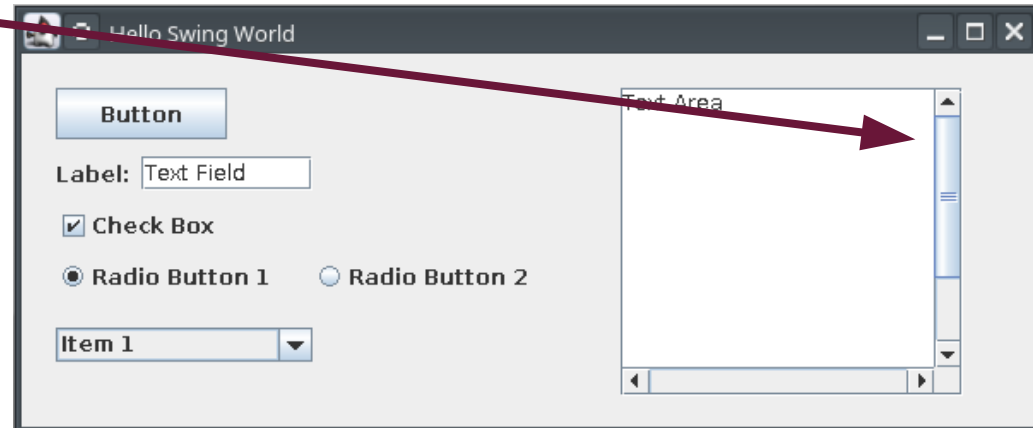 Hello Swing World
Button
Text Area
Label: Text Field
Check Box
Radio Button 1 Radio Button 2
Item 1